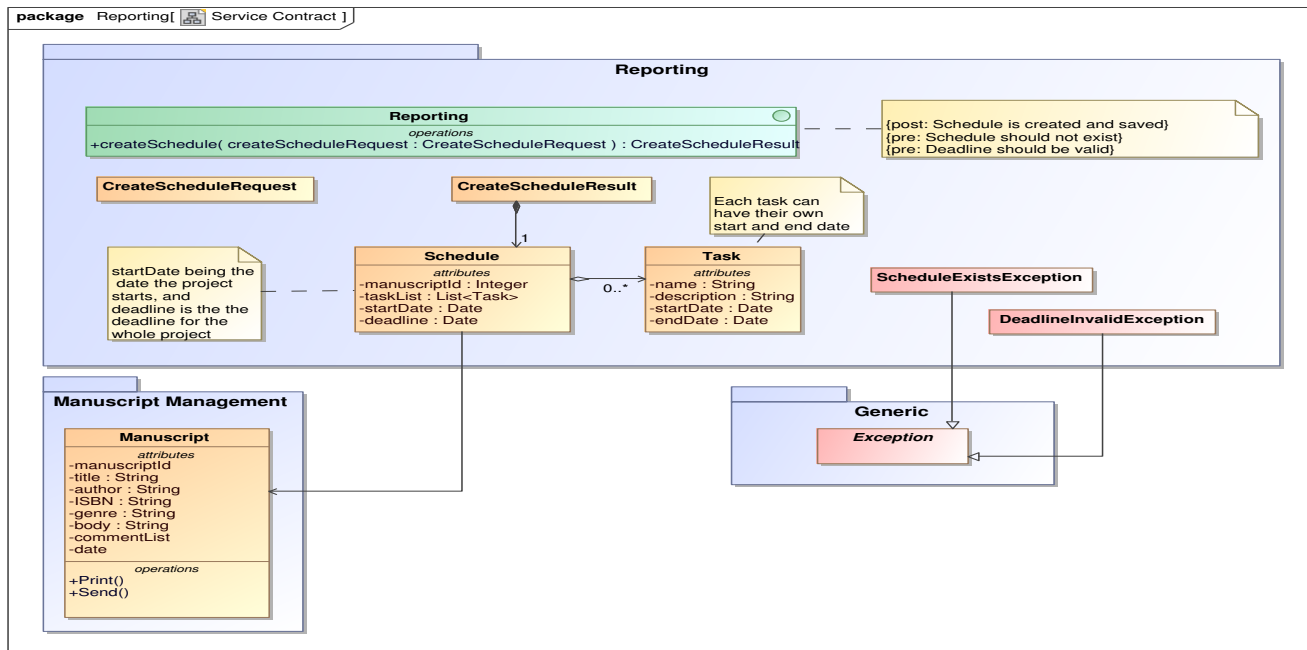 package Reporting[ Service Contract ]
Reporting
Reporting
operations
+createSchedule( createScheduleRequest : CreateScheduleRequest ) : CreateScheduleResult
{post: Schedule is created and saved}
{pre: Schedule should not exist}
{pre: Deadline should be valid}
CreateScheduleRequest
CreateScheduleResult
Each task can
have their own
start and end date
1
startDate being the
date the project
starts, and
deadline is the the
deadline for the
whole project
Schedule
attributes
-manuscriptId : Integer
-taskList : List<Task>
-startDate : Date
-deadline : Date
0..*
Task
attributes
-name : String
-description : String
-startDate : Date
-endDate : Date
ScheduleExistsException
DeadlineInvalidException
Manuscript Management
Manuscript
attributes
-manuscriptId
-title : String
-author : String
-ISBN : String
-genre : String
-body : String
-commentList
-date
operations
+Print()
+Send()
Generic
Exception